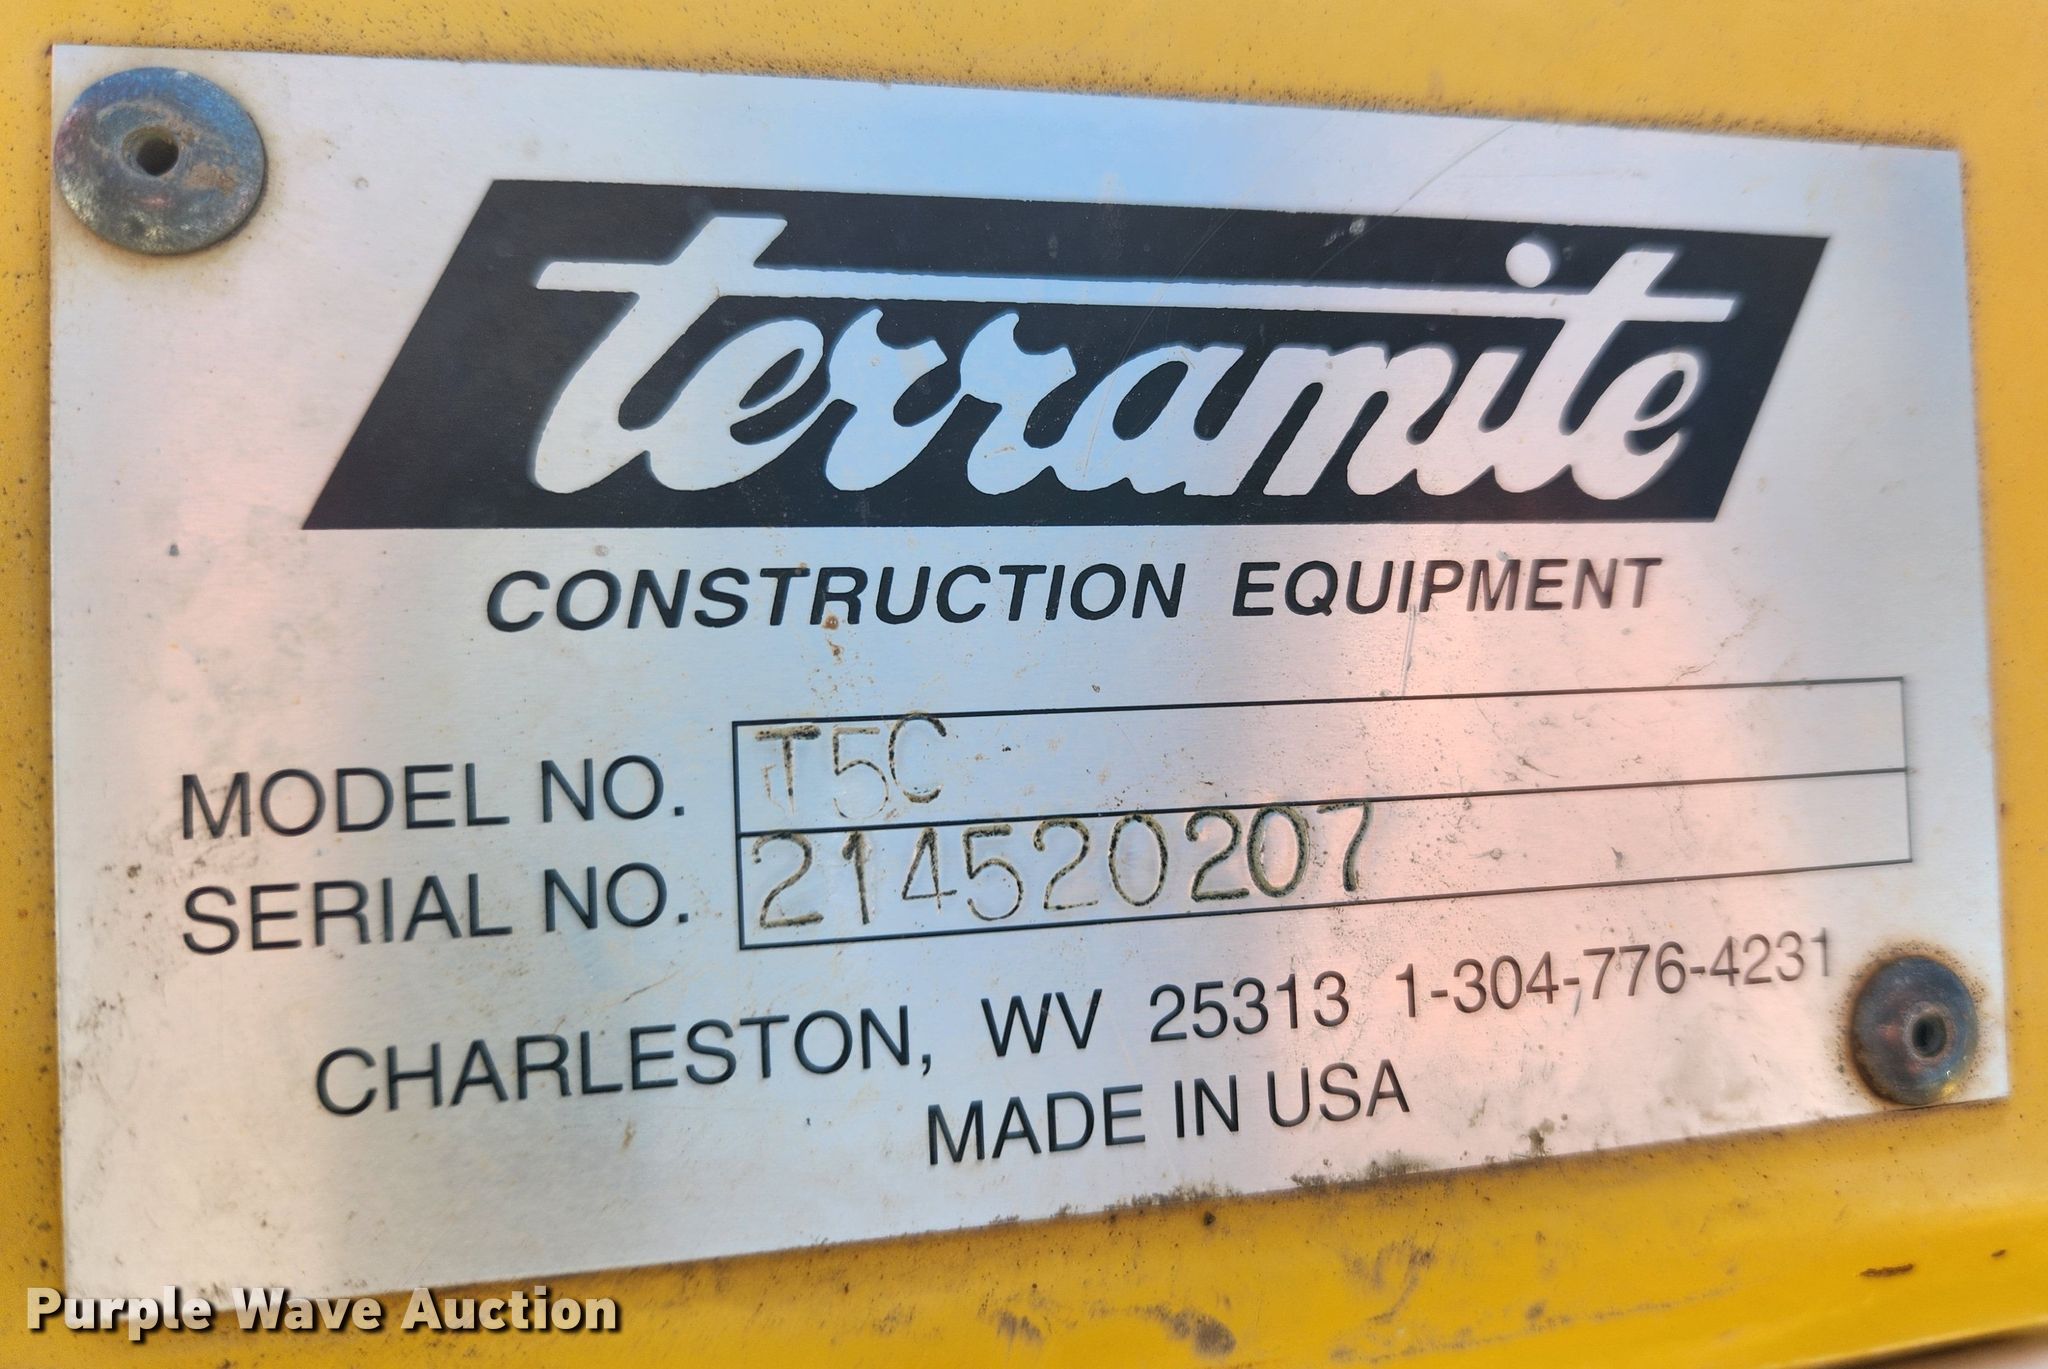 terramite
CONSTRUCTION EQUIPMENT
MODEL NO. T5C
SERIAL NO. 214520207
CHARLESTON, WV 25313 1-304-776-4231
MADE IN USA
Purple Wave Auction